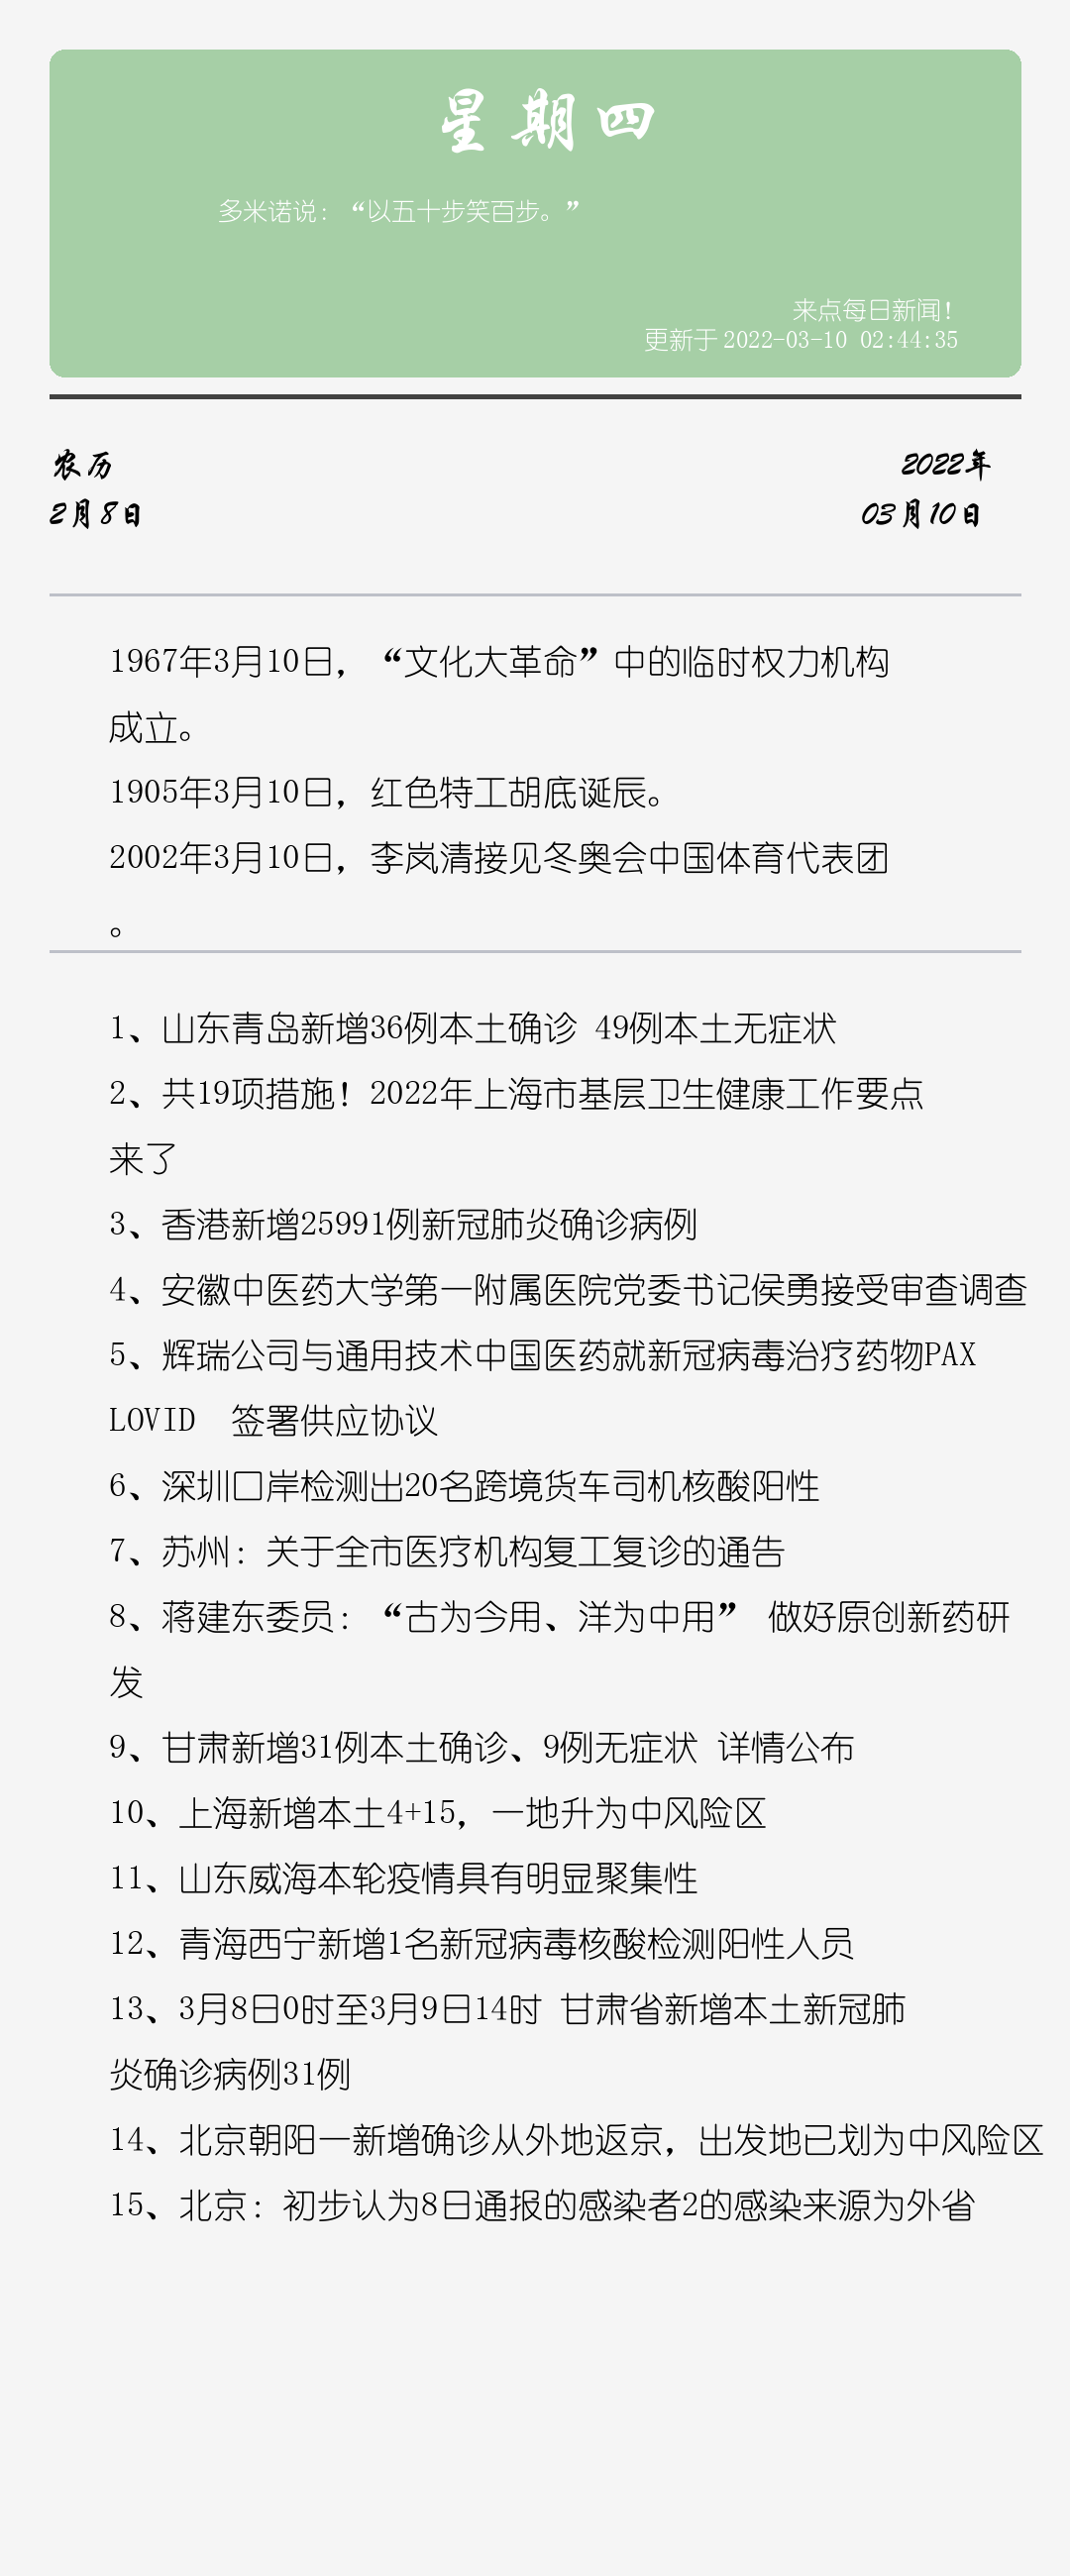 星期四
多米诺说：“以五十步笑百步。”
来点每日新闻！
更新于 2022-03-10 02:44:35
农历
2022年
2月8日
03月10日
1967年3月10日，“文化大革命”中的临时权力机构
成立。
1905年3月10日，红色特工胡底诞辰。
2002年3月10日，李岚清接见冬奥会中国体育代表团
。
1、山东青岛新增36例本土确诊 49例本土无症状
2、共19项措施！2022年上海市基层卫生健康工作要点
来了
3、香港新增25991例新冠肺炎确诊病例
4、安徽中医药大学第一附属医院党委书记侯勇接受审查调查
5、辉瑞公司与通用技术中国医药就新冠病毒治疗药物PAX
LOVID  签署供应协议
6、深圳口岸检测出20名跨境货车司机核酸阳性
7、苏州：关于全市医疗机构复工复诊的通告
8、蒋建东委员：“古为今用、洋为中用” 做好原创新药研
发
9、甘肃新增31例本土确诊、9例无症状 详情公布
10、上海新增本土4+15，一地升为中风险区
11、山东威海本轮疫情具有明显聚集性
12、青海西宁新增1名新冠病毒核酸检测阳性人员
13、3月8日0时至3月9日14时 甘肃省新增本土新冠肺
炎确诊病例31例
14、北京朝阳一新增确诊从外地返京，出发地已划为中风险区
15、北京：初步认为8日通报的感染者2的感染来源为外省